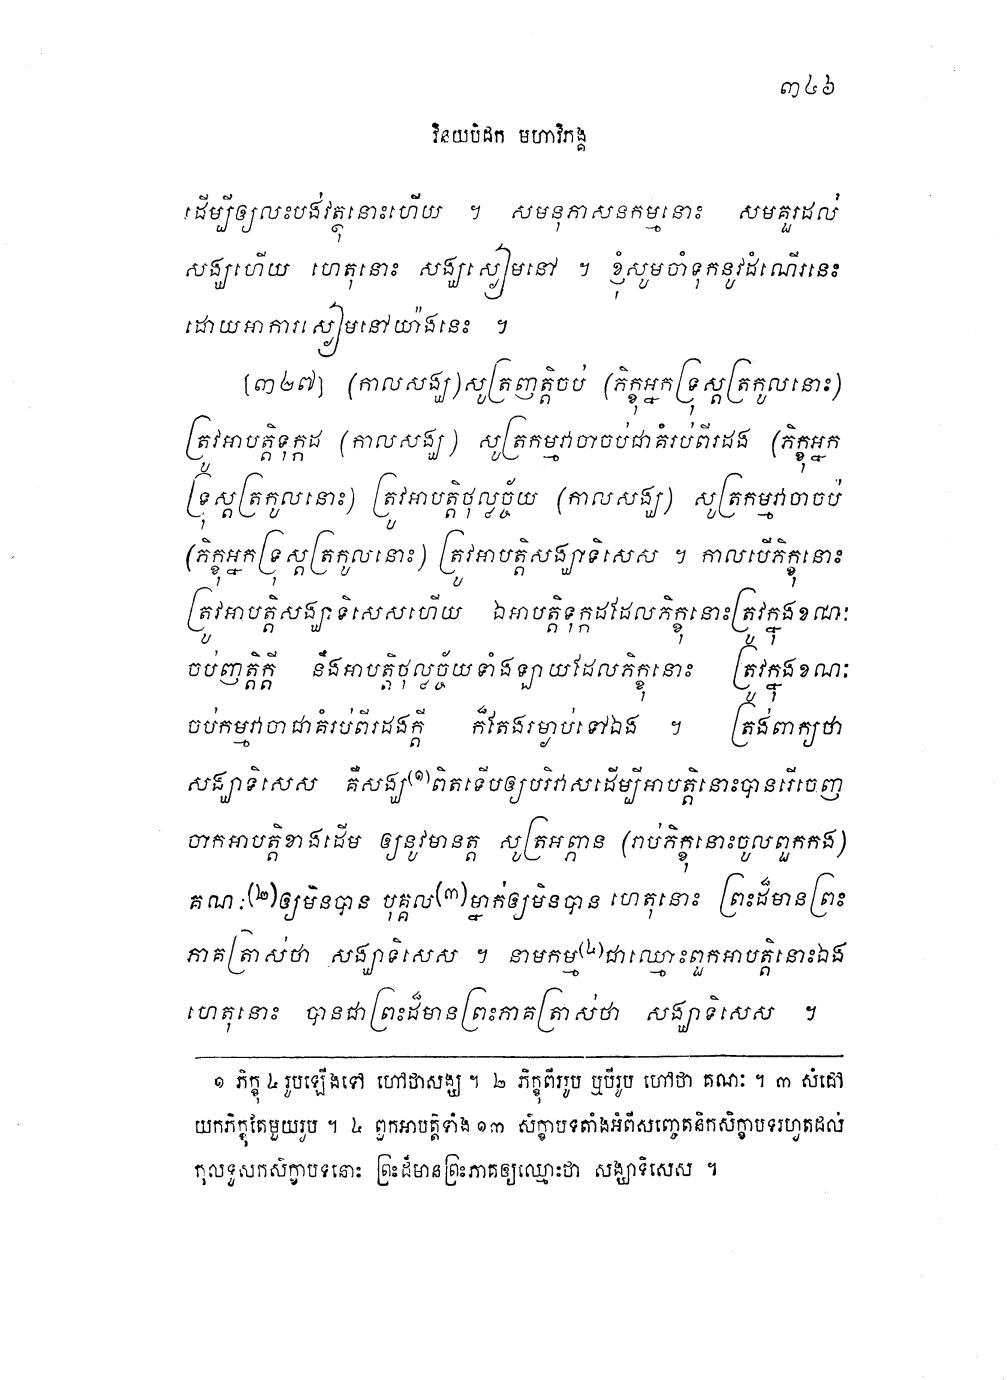 ៣៤៦
វិនយបិដក មហាវិភង្គ
ដើម្បីឲ្យលះបង់វត្ថុនោះហើយ ។ សមនុភាសនកម្មនោះ សមគួរដល់
សង្ឃហើយ ហេតុនោះ សង្ឃស្ងៀមនៅ ។ ខ្ញុំសូមចាំទុកនូវដំណើរនេះ
ដោយអាការស្ងៀមនៅយ៉ាងនេះ ។
[៣២៧] (កាលសង្ឃ)សូត្រញត្តិចប់ (ភិក្ខុអ្នកទ្រុស្តត្រកូលនោះ)
ត្រូវអាបត្តិទុក្កដ (កាលសង្ឃ) សូត្រកម្មវាចាចប់ជាគំរប់ពីរដង (ភិក្ខុអ្នក
ទ្រុស្តត្រកូលនោះ) ត្រូវអាបត្តិថុល្លច្ច័យ (កាលសង្ឃ) សូត្រកម្មវាចាចប់
(ភិក្ខុអ្នកទ្រុស្តត្រកូលនោះ) ត្រូវអាបត្តិសង្ឃាទិសេស ។ កាលបើភិក្ខុនោះ
ត្រូវអាបត្តិសង្ឃាទិសេសហើយ ឯអាបត្តិទុក្កដដែលភិក្ខុនោះត្រូវក្នុងខណៈ
ចប់ញត្តិក្តី នឹងអាបត្តិថុល្លច្ច័យទាំងឡាយដែលភិក្ខុនោះ ត្រូវក្នុងខណៈ
ចប់កម្មវាចាជាគំរប់ពីរដងក្តី ក៏តែងរម្ងាប់ទៅឯង ។ ត្រង់ពាក្យថា
សង្ឃាទិសេស គឺសង្ឃ(១)ពិតទើបឲ្យបរិវាសដើម្បីអាបត្តិនោះបានរើចេញ
ចាកអាបត្តិខាងដើម ឲ្យនូវមានត្ត សូត្រអព្ភាន (រាប់ភិក្ខុនោះចូលពួកកង)
គណៈ(២)ឲ្យមិនបាន បុគ្គល(៣)ម្នាក់ឲ្យមិនបាន ហេតុនោះ ព្រះដ៏មានព្រះ
ភាគត្រាស់ថា សង្ឃាទិសេស ។ នាមកម្ម(៤)ជាឈ្មោះពួកអាបត្តិនោះឯង
ហេតុនោះ បានជាព្រះដ៏មានព្រះភាគត្រាស់ថា សង្ឃាទិសេស ។
១ ភិក្ខុ ៤ រូបឡើងទៅ ហៅថាសង្ឃ ។ ២ ភិក្ខុពីររូប ឬបីរូប ហៅថា គណៈ ។ ៣ សំដៅ
យកភិក្ខុតែមួយរូប ។ ៤ ពួកអាបត្តិទាំង ១៣ សិក្ខាបទតាំងអំពីសញ្ចេតនិកសិក្ខាបទរហូតដល់
កុលទូសកសិក្ខាបទនោះ ព្រះដ៏មានព្រះភាគឲ្យឈ្មោះថា សង្ឃាទិសេស ។